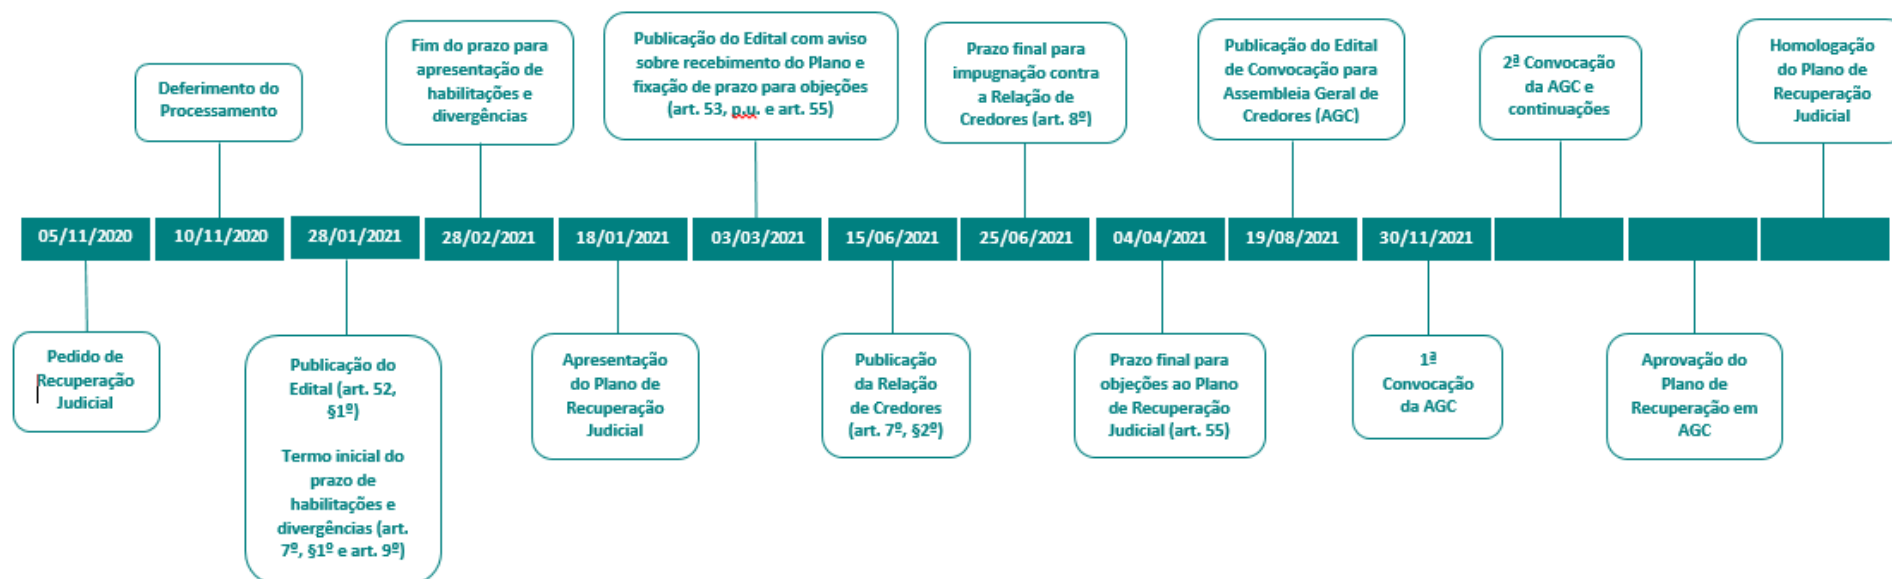 Deferimento do
Processamento
Fim do prazo para
apresentação de
habilitações e
divergências
Publicação do Edital com aviso
sobre recebimento do Plano e
fixação de prazo para objeções
(art. 53, p.u. e art. 55)
Prazo final para
impugnação contra
a Relação de
Credores (art. 8º)
Publicação do Edital
de Convocação para
Assembleia Geral de
Credores (AGC)
2ª Convocação
da AGC e
continuações
Homologação
do Plano de
Recuperação
Judicial
05/11/2020
10/11/2020
28/01/2021
28/02/2021
18/01/2021
03/03/2021
15/06/2021
25/06/2021
04/04/2021
19/08/2021
30/11/2021
Pedido de
Recuperação
Judicial
Publicação do
Edital (art. 52,
§1º)
Termo inicial do
prazo de
habilitações e
divergências (art.
7º, §1º e art. 9º)
Apresentação
do Plano de
Recuperação
Judicial
Publicação
da Relação
de Credores
(art. 7º, §2º)
Prazo final para
objeções ao Plano
de Recuperação
Judicial (art. 55)
1ª
Convocação
da AGC
Aprovação do
Plano de
Recuperação em
AGC